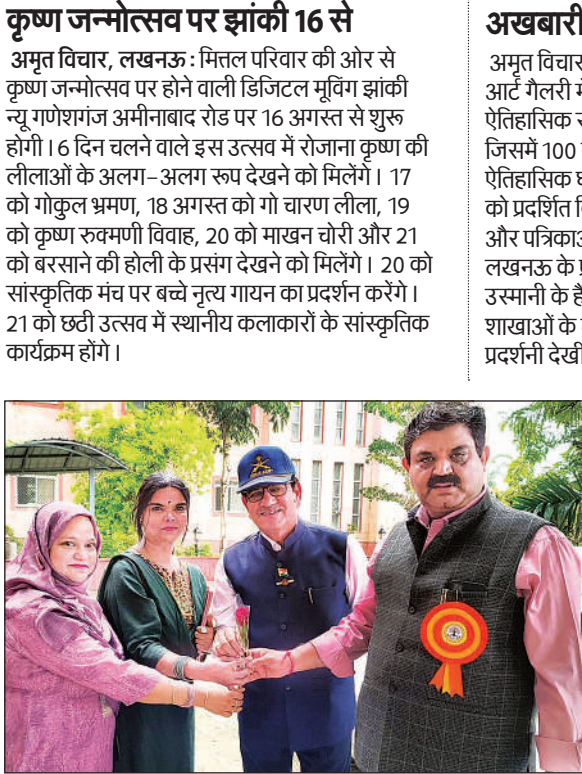 कृष्ण जन्मोत्सव पर झांकी 16 से
अमृत विचार, लखनऊ : मित्तल परिवार की ओर से
कृष्ण जन्मोत्सव पर होने वाली डिजिटल मूविंग झांकी
न्यू गणेशगंज अमीनाबाद रोड पर 16 अगस्त से शुरू
होगी। 6 दिन चलने वाले इस उत्सव में रोजाना कृष्ण की
लीलाओं के अलग-अलग रूप देखने को मिलेंगे। 17
को गोकुल भ्रमण, 18 अगस्त को गो चारण लीला, 19
को कृष्ण रुक्मणी विवाह, 20 को माखन चोरी और 21
को बरसाने की होली के प्रसंग देखने को मिलेंगे। 20 को
सांस्कृतिक मंच पर बच्चे नृत्य गायन का प्रदर्शन करेंगे।
21 को छठी उत्सव में स्थानीय कलाकारों के सांस्कृतिक
कार्यक्रम होंगे।
अखबारी
अमृत विचार
आर्ट गैलरी
ऐतिहासिक
जिसमें 100
ऐतिहासिक
को प्रदर्शित
और
लखनऊ के
उस्मानी के
शाखाओं के
प्रदर्शनी देखी